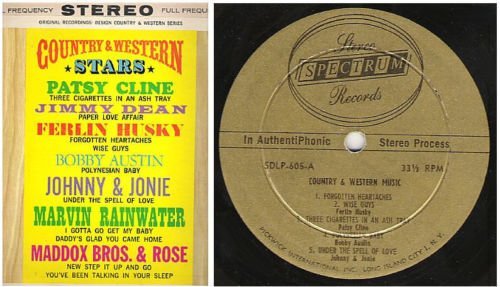 FREQUENCY STEREO FULL FREQUENCY
ORIGINAL RECORDINGS: DESIGN COUNTRY & WESTERN SERIES
COUNTRY & WESTERN
STARS
PATSY CLINE
THREE CIGARETTES IN AN ASH TRAY
JIMMY DEAN
PAPER LOVE AFFAIR
FERLIN HUSKY
FORGOTTEN HEARTACHES
WISE GUYS
BOBBY AUSTIN
POLYNESIAN BABY
JOHNNY & JONIE
UNDER THE SPELL OF LOVE
MARVIN RAINWATER
I GOTTA GO GET MY BABY
DADDY'S GLAD YOU CAME HOME
MADDOX BROS. & ROSE
NEW STEP IT UP AND GO
YOU'VE BEEN TALKING IN YOUR SLEEP
Stereo
SPECTRUM
Records
In AuthentiPhonic Stereo Process
SDLP-605-A 33⅓ RPM
COUNTRY & WESTERN MUSIC
1. FORGOTTEN HEARTACHES
2. WISE GUYS
Ferlin Husky
3. THREE CIGARETTES IN AN ASH TRAY
Patsy Cline
4. POLYNESIAN BABY
Bobby Austin
5. UNDER THE SPELL OF LOVE
Johnny & Jonie
PICKWICK INTERNATIONAL INC. LONG ISLAND CITY 1, N.Y.